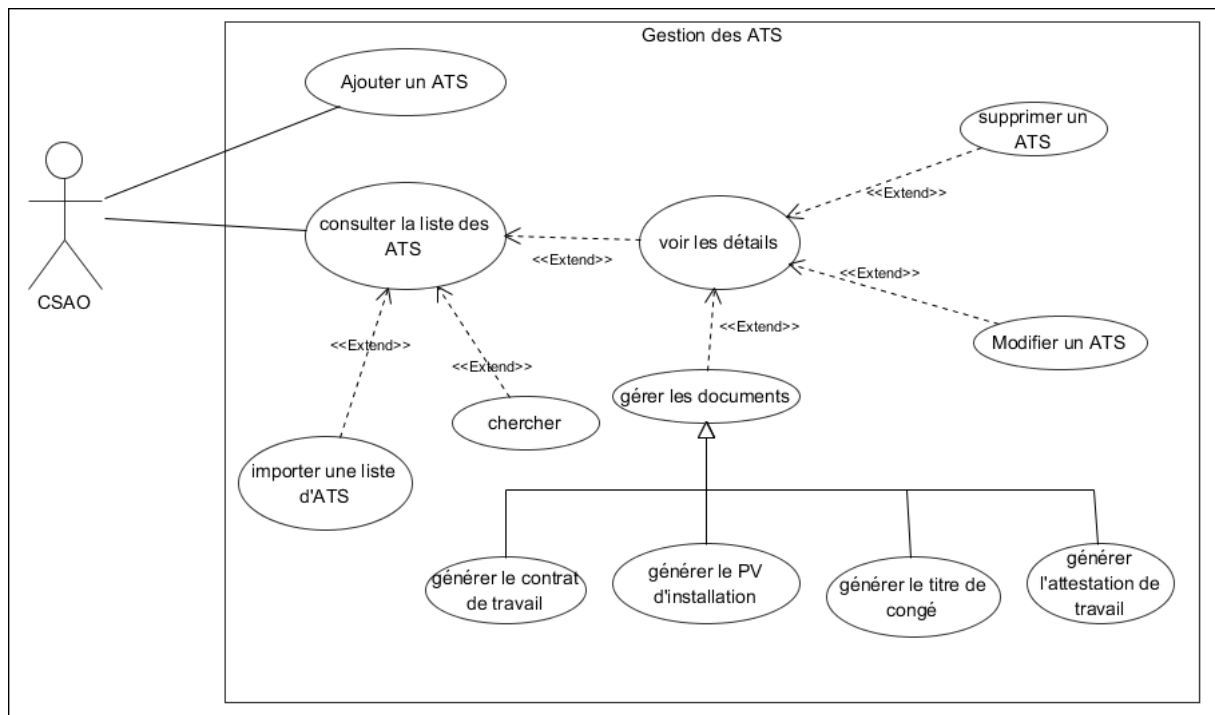 Gestion des ATS
Ajouter un ATS
supprimer un
ATS
<<Extend>>
consulter la liste des
ATS
voir les détails
<<Extend>>
<<Extend>>
CSAO
Modifier un ATS
<<Extend>>
<<Extend>>
<<Extend>>
gérer les documents
chercher
importer une liste
d'ATS
générer le contrat
de travail
générer le PV
d'installation
générer le titre de
congé
générer
l'attestation de
travail